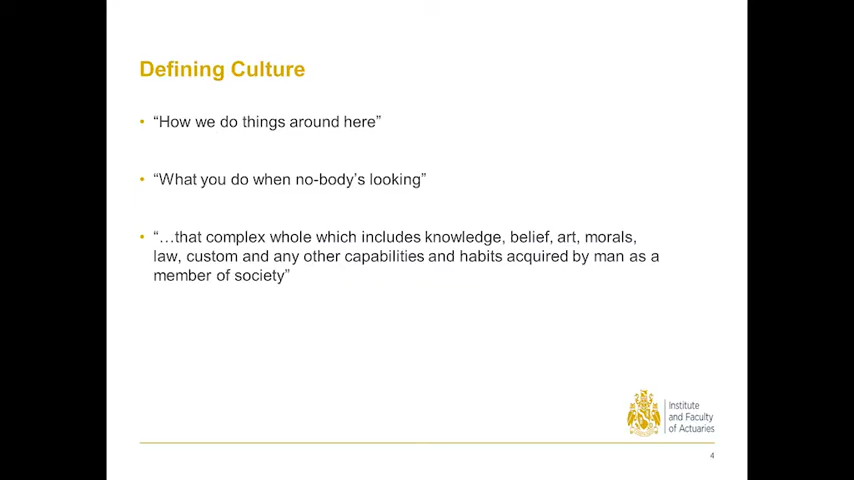 Defining Culture
• “How we do things around here”
• “What you do when no-body’s looking”
• “…that complex whole which includes knowledge, belief, art, morals,
law, custom and any other capabilities and habits acquired by man as a
member of society”
Institute
and Faculty
of Actuaries
4